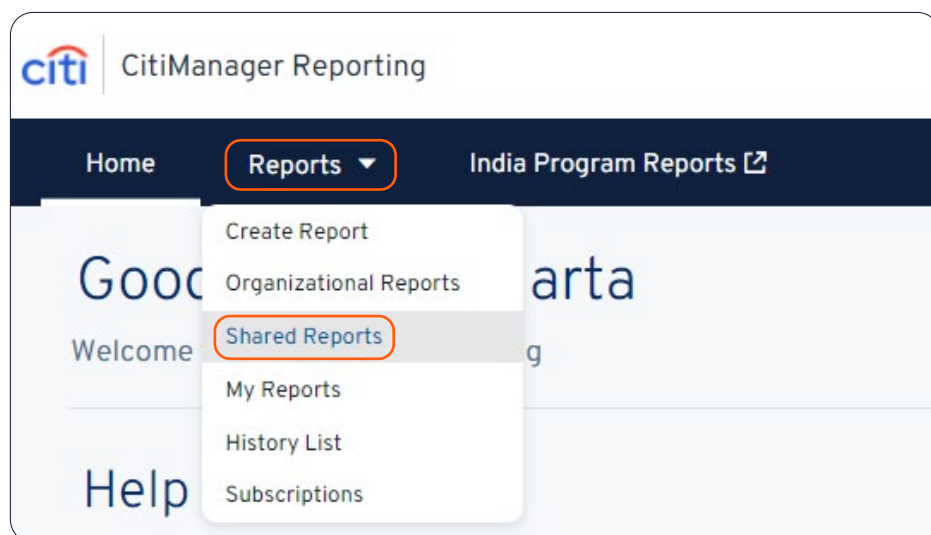 citi CitiManager Reporting
Home Reports India Program Reports
Create Report
Organizational Reports
Shared Reports
My Reports
History List
Subscriptions
Gooc arta
Welcome g
Help